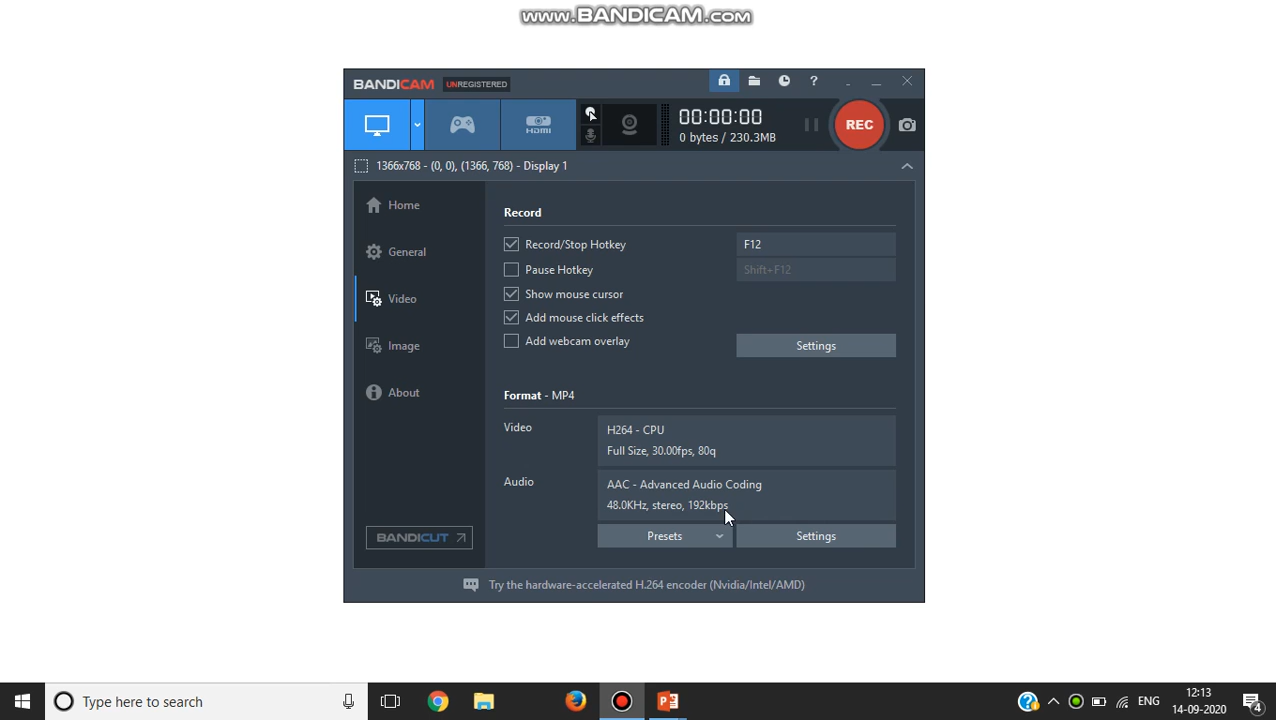 www.BANDICAM.com
BANDICAM UNREGISTERED
?
HDMI
00:00:00
0 bytes / 230.3MB
REC
1366x768 - (0, 0), (1366, 768) - Display 1
Home
General
Video
Image
About
BANDICUT
Record
Record/Stop Hotkey F12
Pause Hotkey Shift+F12
Show mouse cursor
Add mouse click effects
Add webcam overlay
Settings
Format - MP4
Video
H264 - CPU
Full Size, 30.00fps, 80q
Audio
AAC - Advanced Audio Coding
48.0KHz, stereo, 192kbps
Presets
Settings
Try the hardware-accelerated H.264 encoder (Nvidia/Intel/AMD)
Type here to search
ENG
12:13
14-09-2020
4